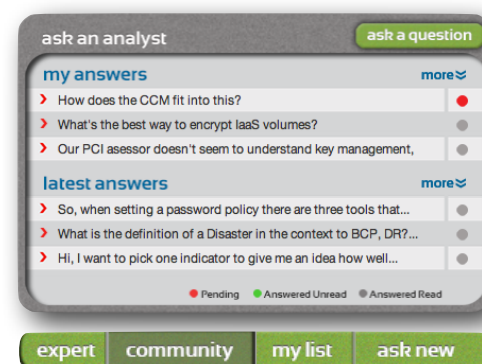 ask an analyst
ask a question
my answers
more
How does the CCM fit into this?
What's the best way to encrypt IaaS volumes?
Our PCI asessor doesn't seem to understand key management,
latest answers
more
So, when setting a password policy there are three tools that...
What is the definition of a Disaster in the context to BCP, DR?...
Hi, I want to pick one indicator to give me an idea how well...
Pending Answered Unread Answered Read
expert community my list ask new